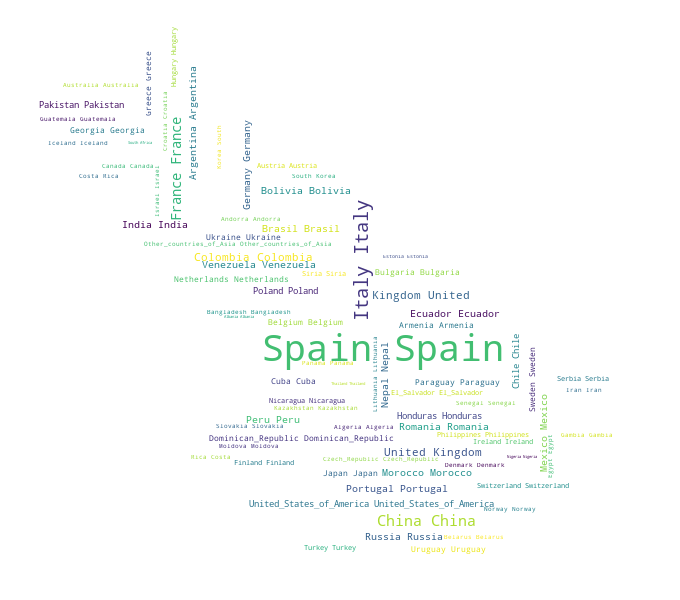 Hungary Hungary
Greece Greece
Argentina Argentina
Australia Australia
Croatia Croatia
Pakistan Pakistan
Guatemala Guatemala
France France
Georgia Georgia
Korea South
Germany Germany
Iceland Iceland
South Africa
Canada Canada
Austria Austria
Israel Israel
Costa Rica
South Korea
Bolivia Bolivia
Andorra Andorra
India India
Brasil Brasil
Italy Italy
Ukraine Ukraine
Other_countries_of_Asia Other_countries_of_Asia
Colombia Colombia
Estonia Estonia
Venezuela Venezuela
Siria Siria
Bulgaria Bulgaria
Netherlands Netherlands
Poland Poland
Kingdom United
Bangladesh Bangladesh
Ecuador Ecuador
Belgium Belgium
Armenia Armenia
Spain Spain
Chile Chile
Lithuania Lithuania
Nepal Nepal
Sweden Sweden
Panama Panama
Cuba Cuba
Paraguay Paraguay
Serbia Serbia
iran iran
El_Salvador El_Salvador
Nicaragua Nicaragua
Senegal Senegal
Kazakhstan Kazakhstan
Mexico Mexico
Honduras Honduras
Peru Peru
Slovakia Slovakia
Algeria Algeria
Romania Romania
Philippines Philippines
Gambia Gambia
Dominican_Republic Dominican_Republic
Ireland Ireland
Egypt Egypt
Moldova Moldova
United Kingdom
Rica Costa
Czech_Republic Czech_Republic
Nigeria Nigeria
Finland Finland
Denmark Denmark
Japan Japan
Morocco Morocco
Switzerland Switzerland
Portugal Portugal
United_States_of_America United_States_of_America
Norway Norway
China China
Russia Russia
Belarus Belarus
Turkey Turkey
Uruguay Uruguay